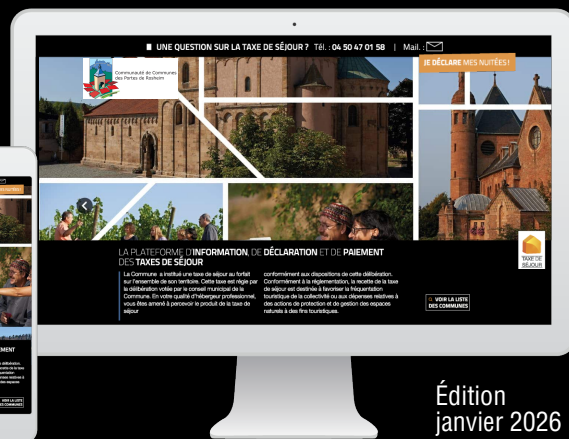 UNE QUESTION SUR LA TAXE DE SÉJOUR ? Tél. : 04 50 47 01 58 | Mail. :
JE DÉCLARE MES NUITÉES !
Communauté de Communes
des Portes de Rosheim
LA PLATEFORME D'INFORMATION, DE DÉCLARATION ET DE PAIEMENT
DES TAXES DE SÉJOUR
La Commune a institué une taxe de séjour au forfait
sur l'ensemble de son territoire. Cette taxe est régie par
la délibération votée par le conseil municipal de la
Commune. En votre qualité d'hébergeur professionnel,
vous êtes amené à percevoir le produit de la taxe de
séjour
conformément aux dispositions de cette délibération.
Conformément à la réglementation, la recette de la taxe
de séjour est destinée à favoriser la fréquentation
touristique de la collectivité ou aux dépenses relatives à
des actions de protection et de gestion des espaces
naturels à des fins touristiques.
TAXE DE
SÉJOUR
VOIR LA LISTE
DES COMMUNES
EMENT
VOIR LA LISTE
DES COMMUNES
Édition
janvier 2026